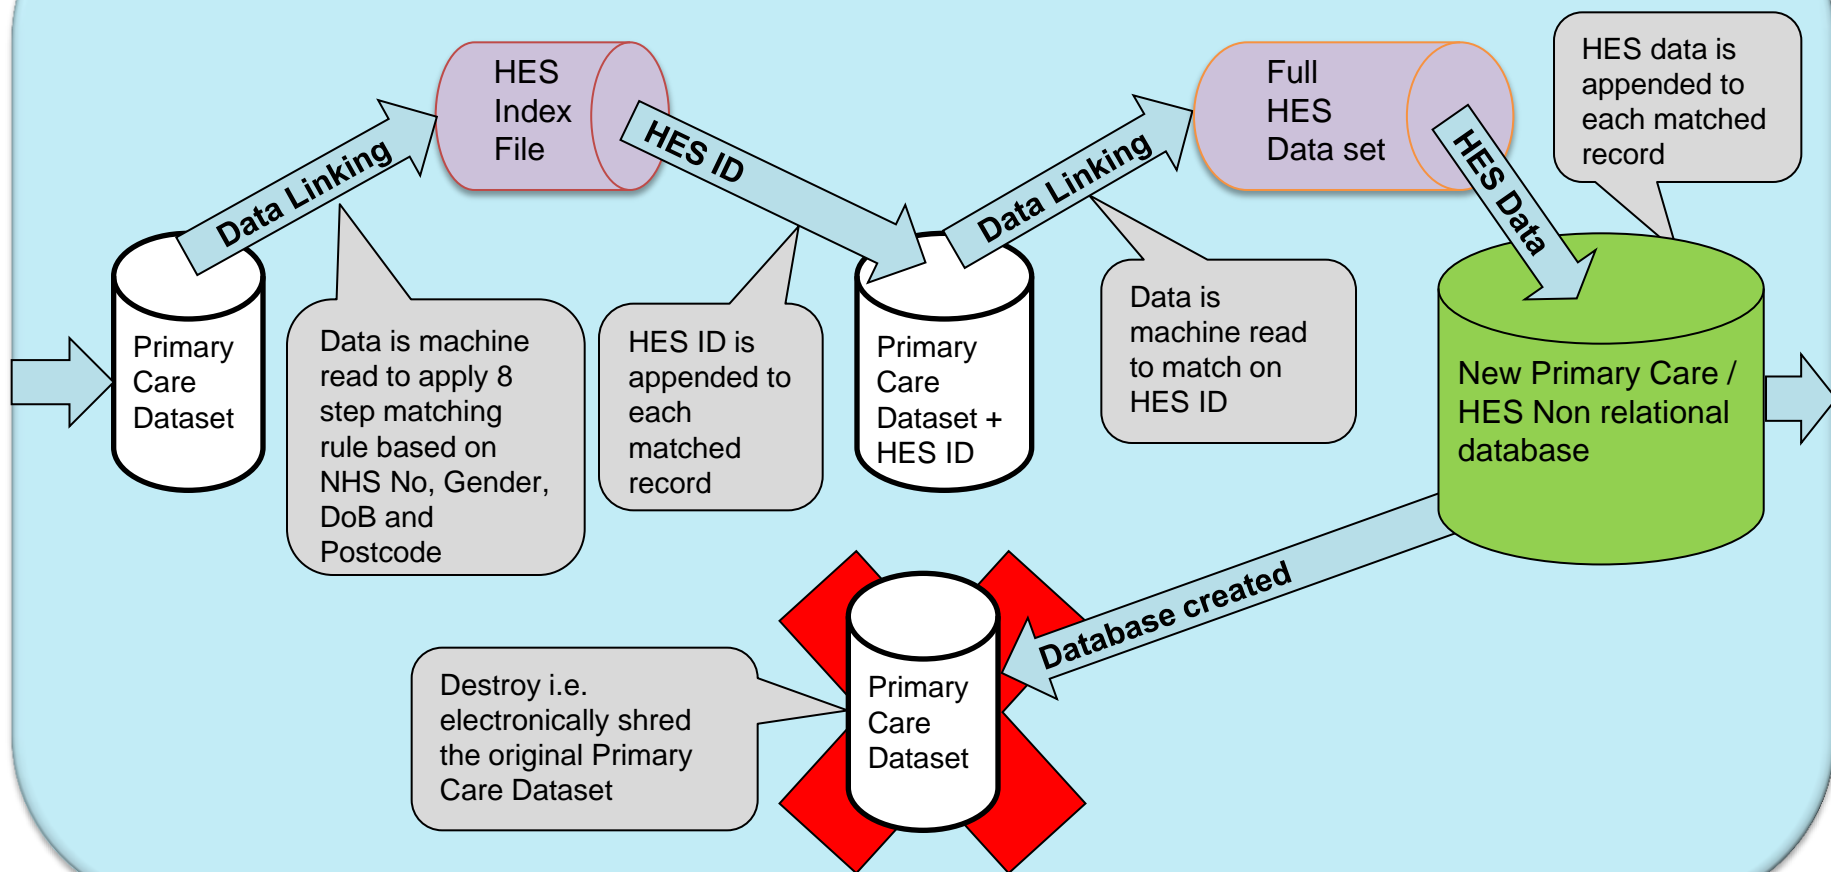 HES
Index
File
Full
HES
Data set
HES data is
appended to
each matched
record
Data Linking
HES ID
Data Linking
HES Data
Primary
Care
Dataset
Data is machine
read to apply 8
step matching
rule based on
NHS No, Gender,
DoB and
Postcode
HES ID is
appended to
each
matched
record
Primary
Care
Dataset +
HES ID
Data is
machine read
to match on
HES ID
New Primary Care /
HES Non relational
database
Database created
Destroy i.e.
electronically shred
the original Primary
Care Dataset
Primary
Care
Dataset